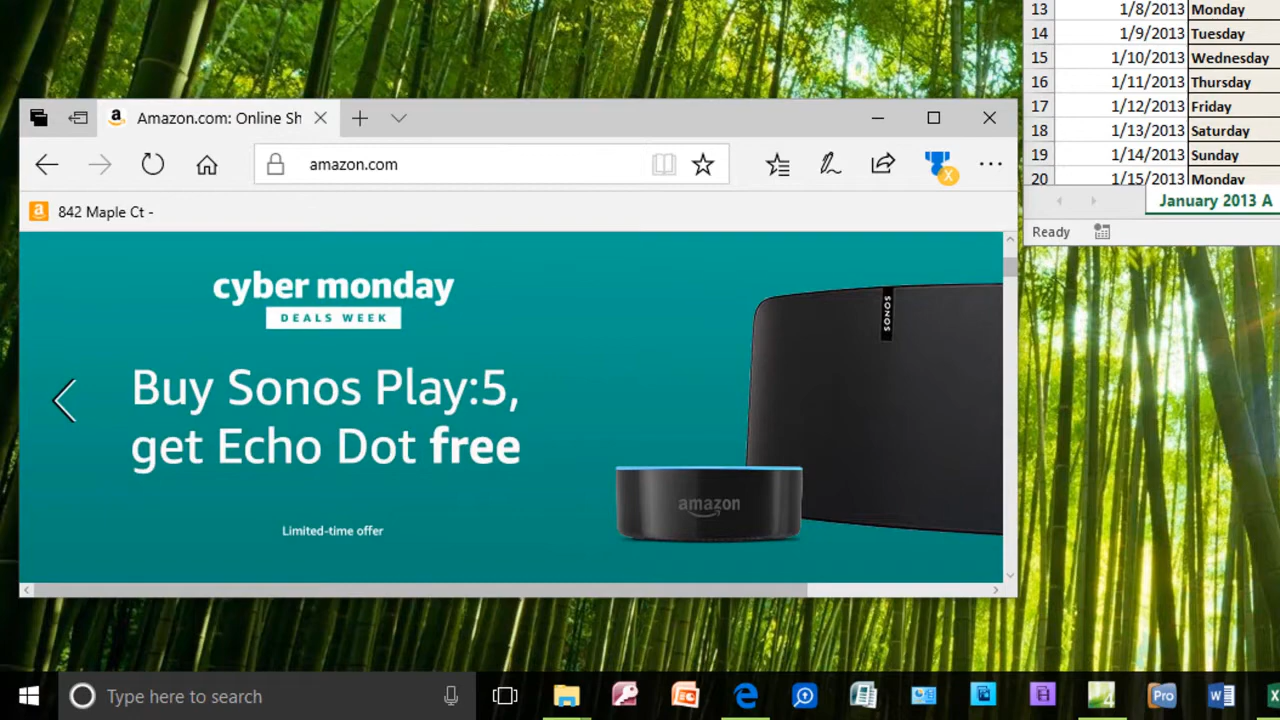 13 1/8/2013 Monday
14 1/9/2013 Tuesday
15 1/10/2013 Wednesday
16 1/11/2013 Thursday
17 1/12/2013 Friday
18 1/13/2013 Saturday
19 1/14/2013 Sunday
20 1/15/2013 Monday
January 2013 A
Ready
Amazon.com: Online Sh
amazon.com
X
842 Maple Ct -
cyber monday
DEALS WEEK
Buy Sonos Play:5,
get Echo Dot free
Limited-time offer
SONOS
amazon
Type here to search
4
Pro